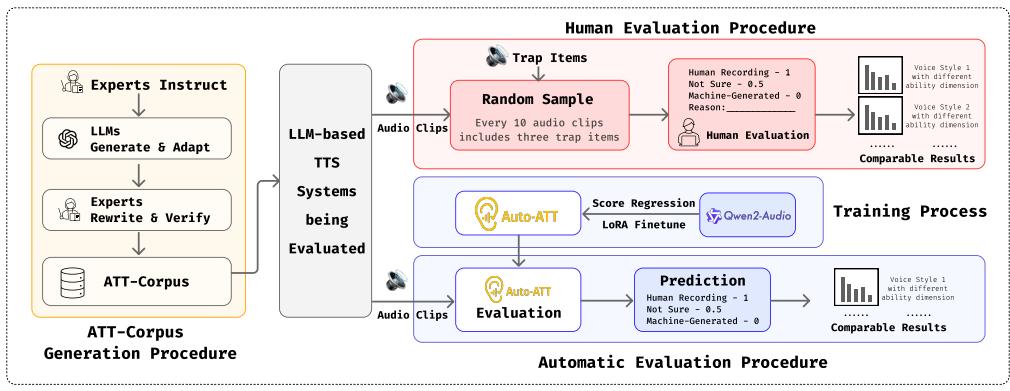 Human Evaluation Procedure
Experts Instruct
LLMs
Generate & Adapt
Experts
Rewrite & Verify
ATT-Corpus
ATT-Corpus
Generation Procedure
LLM-based
TTS
Systems
being
Evaluated
Audio Clips
Trap Items
Random Sample
Every 10 audio clips
includes three trap items
Human Recording - 1
Not Sure - 0.5
Machine-Generated - 0
Reason:______________
Human Evaluation
Voice Style 1
with different
ability dimension
Voice Style 2
with different
ability dimension
...... ......
Comparable Results
Auto-ATT
Score Regression
LoRA Finetune
Qwen2-Audio
Training Process
Audio Clips
Auto-ATT
Evaluation
Prediction
Human Recording - 1
Not Sure - 0.5
Machine-Generated - 0
Voice Style 1
with different
ability dimension
...... ......
Comparable Results
Automatic Evaluation Procedure